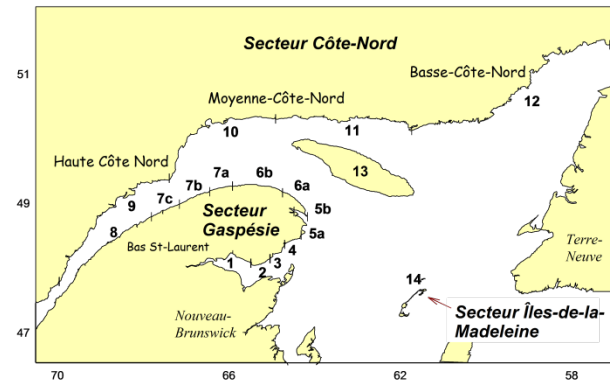 Secteur Côte-Nord
51
Basse-Côte-Nord
Moyenne-Côte-Nord
12
10
11
Haute Côte Nord
13
7a
6b
7b
6a
9
7c
49
Secteur
Gaspésie
5b
8
5a
Bas St-Laurent
4
1
3
2
Terre-
Neuve
14
Nouveau-
Brunswick
Secteur Îles-de-la-
Madeleine
47
70
66
62
58